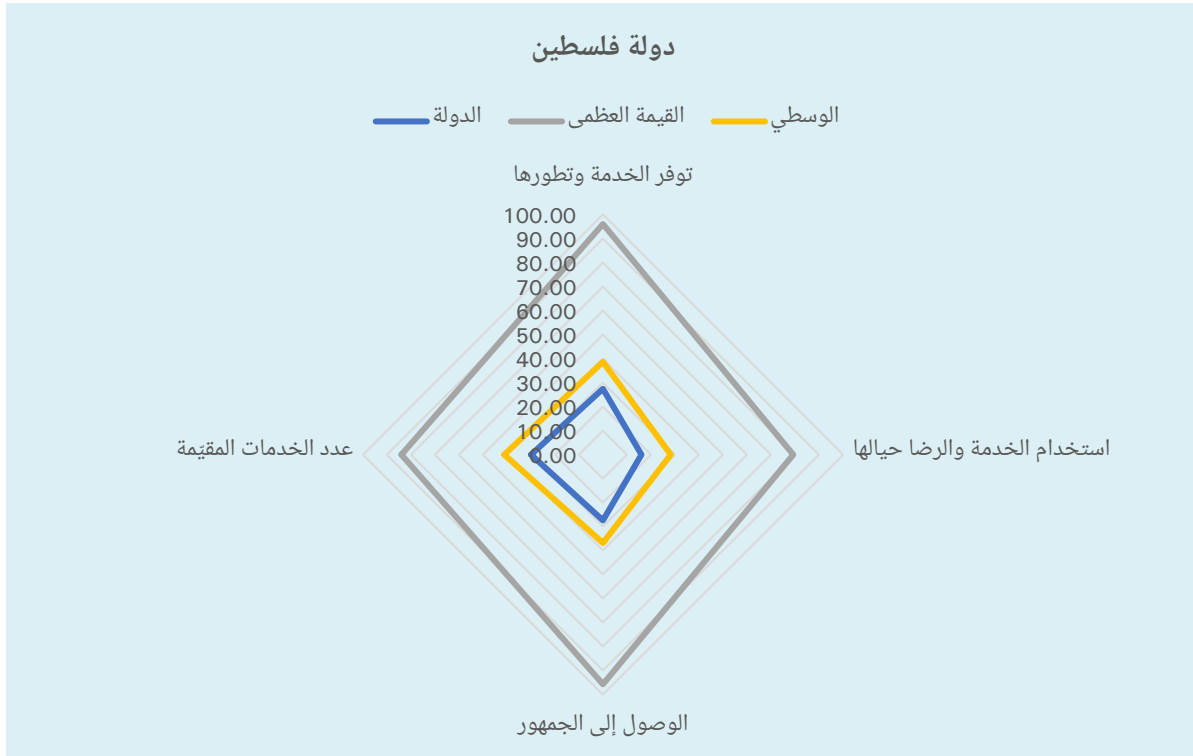 دولة فلسطين
الدولة القيمة العظمى الوسطي
توفر الخدمة وتطورها
100.00
90.00
80.00
70.00
60.00
50.00
40.00
30.00
20.00
10.00
0.00
استخدام الخدمة والرضا حيالها
عدد الخدمات المقيّمة
الوصول إلى الجمهور